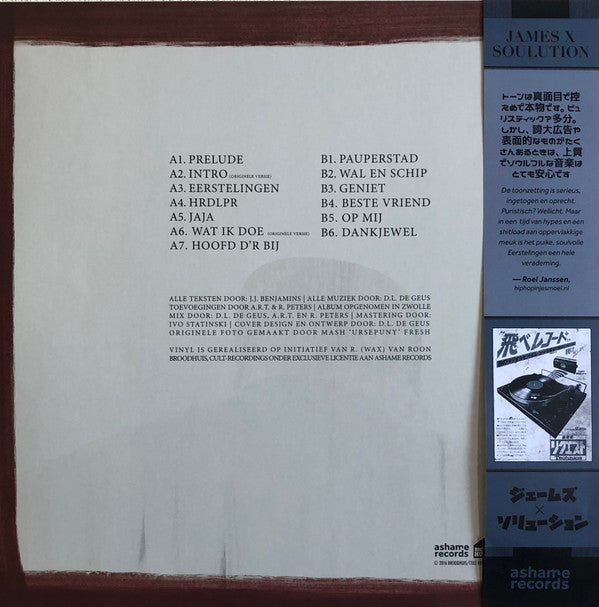 A1. PRELUDE
A2. INTRO (ORIGINELE VERSIE)
A3. EERSTELINGEN
A4. HRDLPR
A5. JAJA
A6. WAT IK DOE (ORIGINELE VERSIE)
A7. HOOFD D'R BIJ
B1. PAUPERSTAD
B2. WAL EN SCHIP
B3. GENIET
B4. BESTE VRIEND
B5. OP MIJ
B6. DANKJEWEL
ALLE TEKSTEN DOOR: J.J. BENJAMINS | ALLE MUZIEK DOOR: D.L. DE GEUS
TOEVOEGINGEN DOOR A.R.T. & R. PETERS | ALBUM OPGENOMEN IN ZWOLLE
MIX DOOR: D.L. DE GEUS, A.R.T. EN R. PETERS | MASTERING DOOR:
IVO STATINSKI | COVER DESIGN EN ONTWERP DOOR: D.L. DE GEUS
ORIGINELE FOTO GEMAAKT DOOR MASH 'URSEPUNY' FRESH
VINYL IS GEREALISEERD OP INITIATIEF VAN R. (WAX) VAN ROON
BROODHUIS, CULT-RECORDINGS ONDER EXCLUSIEVE LICENTIE AAN ASHAME RECORDS
ashame
records
JAMES X
SOULUTION
トーンは真面目で控
えめで本物です。ピュ
リスティック?多分。
しかし、誇大広告や
表面的なものがたく
さんあるときは、上質
でソウルフルな音楽は
とても安心です
De toonzetting is serieus,
ingetogen en oprecht.
Puristisch? Wellicht. Maar
in een tijd van hypes en een
shitload aan oppervlakkige
meuk is het puike, soulvolle
Eerstelingen een hele
verademing.
— Roel Janssen,
hiphopinjesmoel.nl
飛べレコード
リクエスト
Technics
ジェームズ
×
ソリューション
ashame
records